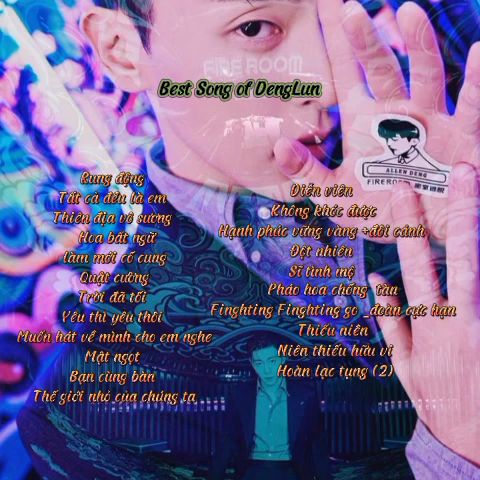 FIRE ROOM
Best Song of DengLun
ALLEN DENG
FIREROOM
Rung động
Tất cả đều là em
Thiên địa vô sương
Hoa bất ngữ
Làm mới cố cung
Quật cường
Trời đã tối
Yêu thì yêu thôi
Muốn hát về mình cho em nghe
Mật ngọt
Bạn cùng bàn
Thế giới nhỏ của chúng ta
Diễn viên
Không khóc được
Hạnh phúc vững vàng +đôi cánh
Đột nhiên
Sĩ tình mộ
Pháo hoa chóng tàn
Finghting Finghting go _đoàn cực hạn
Thiếu niên
Niên thiếu hữu vi
Hoàn lạc tụng (2)